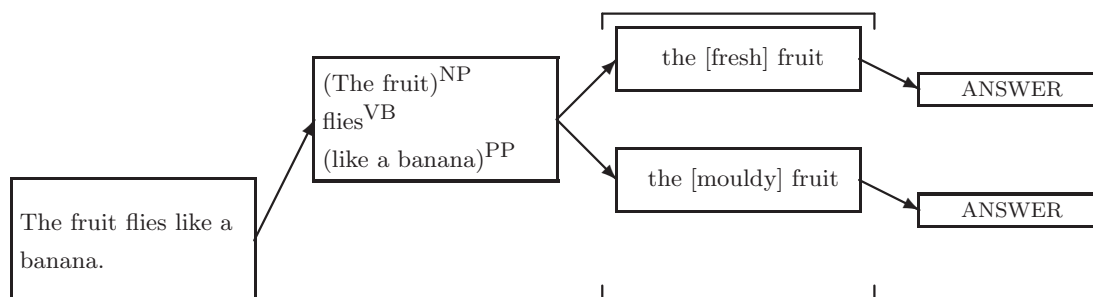 The fruit flies like a
banana.
(The fruit)NP
fliesVB
(like a banana)PP
the [fresh] fruit
the [mouldy] fruit
ANSWER
ANSWER